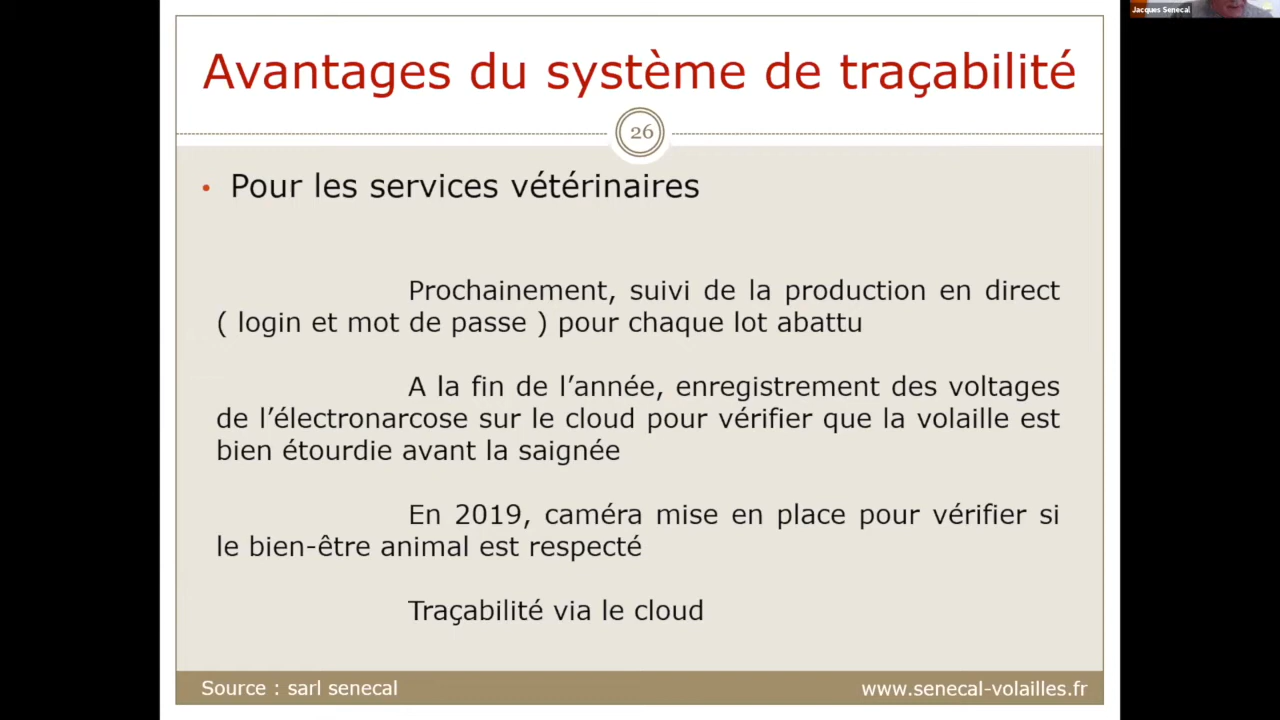 Jacques Senecal
Avantages du système de traçabilité
26
• Pour les services vétérinaires
Prochainement, suivi de la production en direct
( login et mot de passe ) pour chaque lot abattu
A la fin de l’année, enregistrement des voltages
de l’électronarcose sur le cloud pour vérifier que la volaille est
bien étourdie avant la saignée
En 2019, caméra mise en place pour vérifier si
le bien-être animal est respecté
Traçabilité via le cloud
Source : sarl senecal
www.senecal-volailles.fr